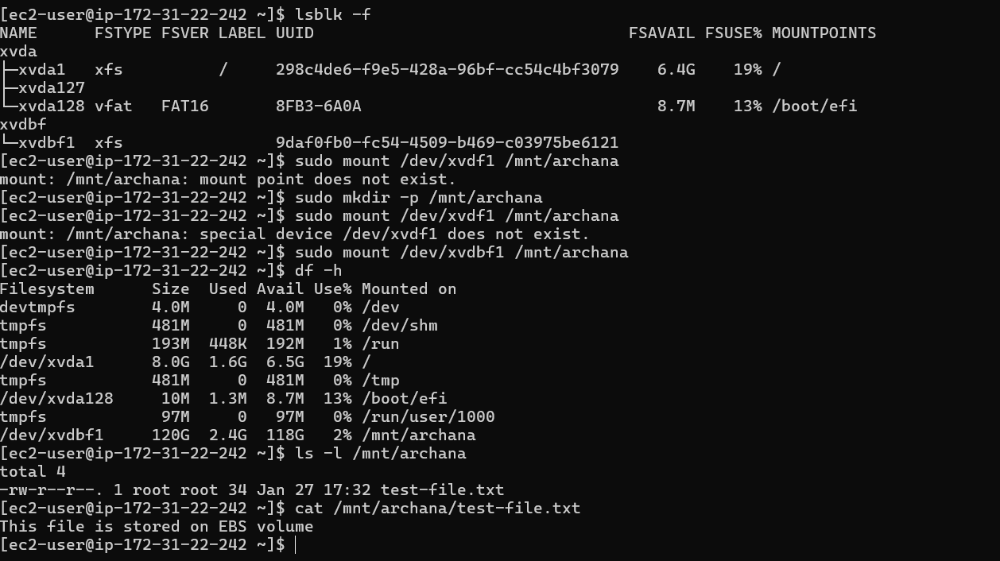 [ec2-user@ip-172-31-22-242 ~]$ lsblk -f
NAME      FSTYPE FSVER LABEL UUID                                 FSAVAIL FSUSE% MOUNTPOINTS
xvda
├─xvda1   xfs          /     298c4de6-f9e5-428a-96bf-cc54c4bf3079    6.4G    19% /
├─xvda127
└─xvda128 vfat   FAT16       8FB3-6A0A                               8.7M    13% /boot/efi
xvdbf
└─xvdbf1  xfs                9daf0fb0-fc54-4509-b469-c03975be6121
[ec2-user@ip-172-31-22-242 ~]$ sudo mount /dev/xvdf1 /mnt/archana
mount: /mnt/archana: mount point does not exist.
[ec2-user@ip-172-31-22-242 ~]$ sudo mkdir -p /mnt/archana
[ec2-user@ip-172-31-22-242 ~]$ sudo mount /dev/xvdf1 /mnt/archana
mount: /mnt/archana: special device /dev/xvdf1 does not exist.
[ec2-user@ip-172-31-22-242 ~]$ sudo mount /dev/xvdbf1 /mnt/archana
[ec2-user@ip-172-31-22-242 ~]$ df -h
Filesystem      Size  Used Avail Use% Mounted on
devtmpfs        4.0M     0  4.0M   0% /dev
tmpfs           481M     0  481M   0% /dev/shm
tmpfs           193M  448K  192M   1% /run
/dev/xvda1      8.0G  1.6G  6.5G  19% /
tmpfs           481M     0  481M   0% /tmp
/dev/xvda128     10M  1.3M  8.7M  13% /boot/efi
tmpfs            97M     0   97M   0% /run/user/1000
/dev/xvdbf1     120G  2.4G  118G   2% /mnt/archana
[ec2-user@ip-172-31-22-242 ~]$ ls -l /mnt/archana
total 4
-rw-r--r--. 1 root root 34 Jan 27 17:32 test-file.txt
[ec2-user@ip-172-31-22-242 ~]$ cat /mnt/archana/test-file.txt
This file is stored on EBS volume
[ec2-user@ip-172-31-22-242 ~]$